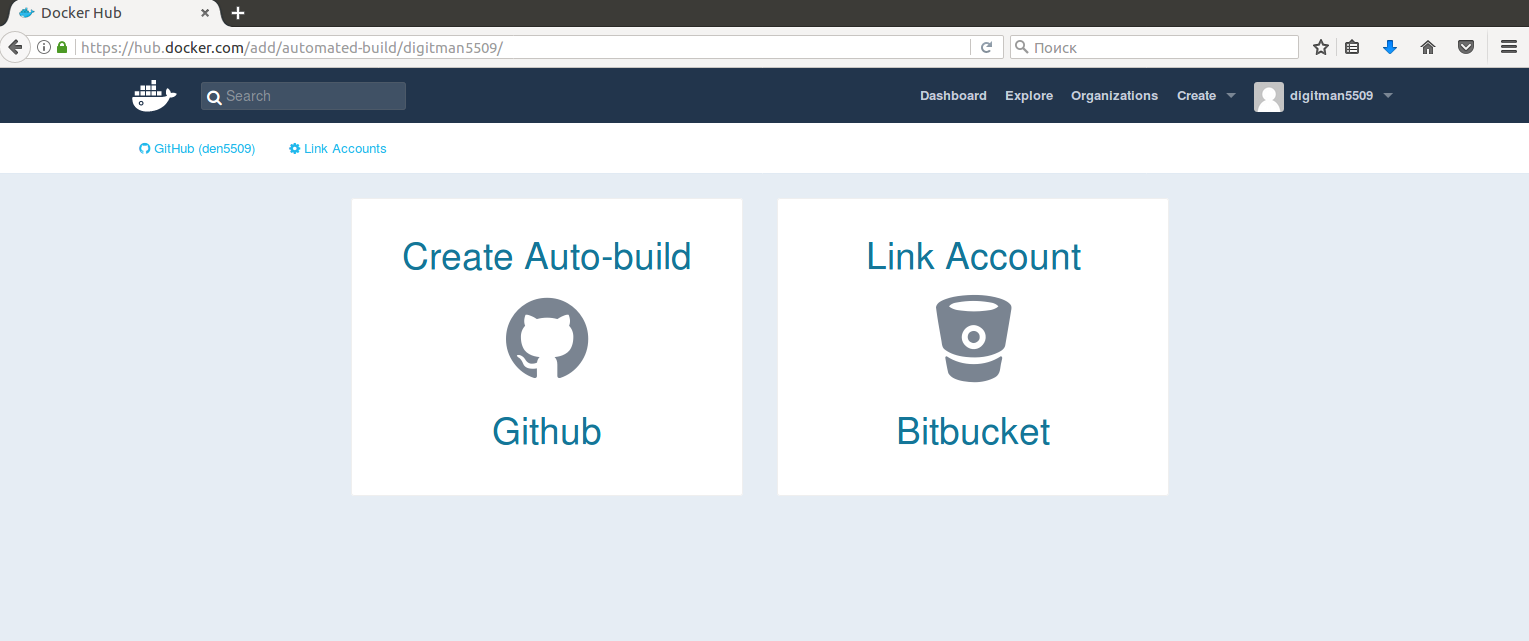 Docker Hub
https://hub.docker.com/add/automated-build/digitman5509/
Поиск
Search
Dashboard Explore Organizations Create digitman5509
GitHub (den5509) Link Accounts
Create Auto-build
Github
Link Account
Bitbucket